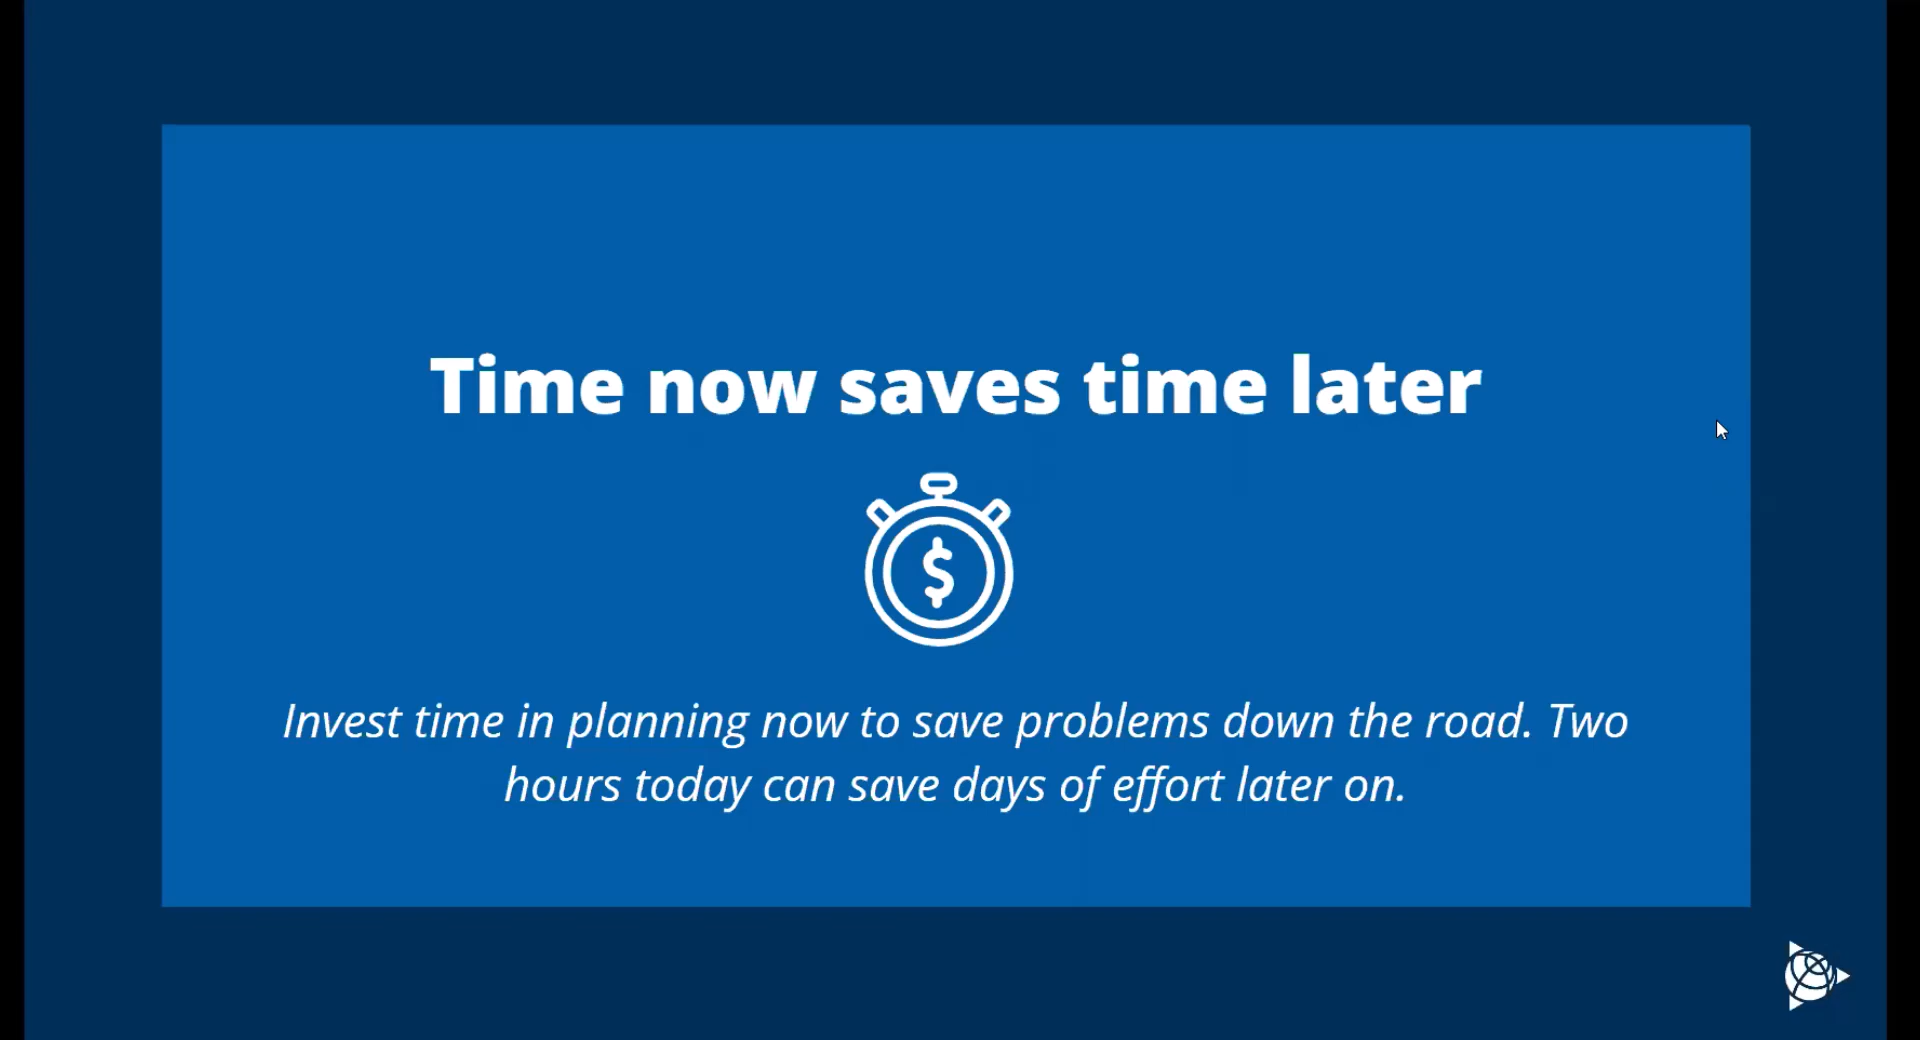 Time now saves time later
$
Invest time in planning now to save problems down the road. Two
hours today can save days of effort later on.